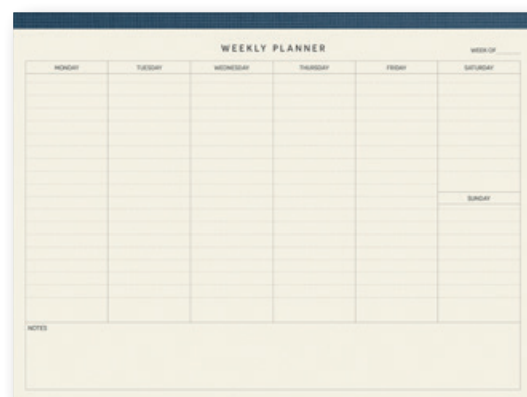 WEEKLY PLANNER
WEEK OF
MONDAY TUESDAY WEDNESDAY THURSDAY FRIDAY SATURDAY
SUNDAY
NOTES